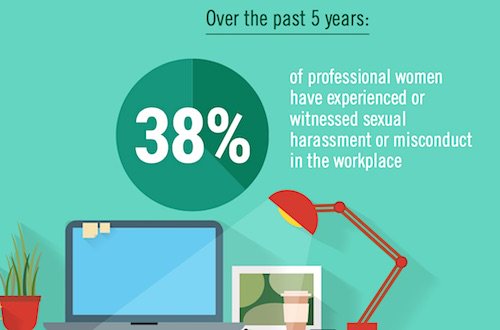 Over the past 5 years:
38%
of professional women
have experienced or
witnessed sexual
harassment or misconduct
in the workplace